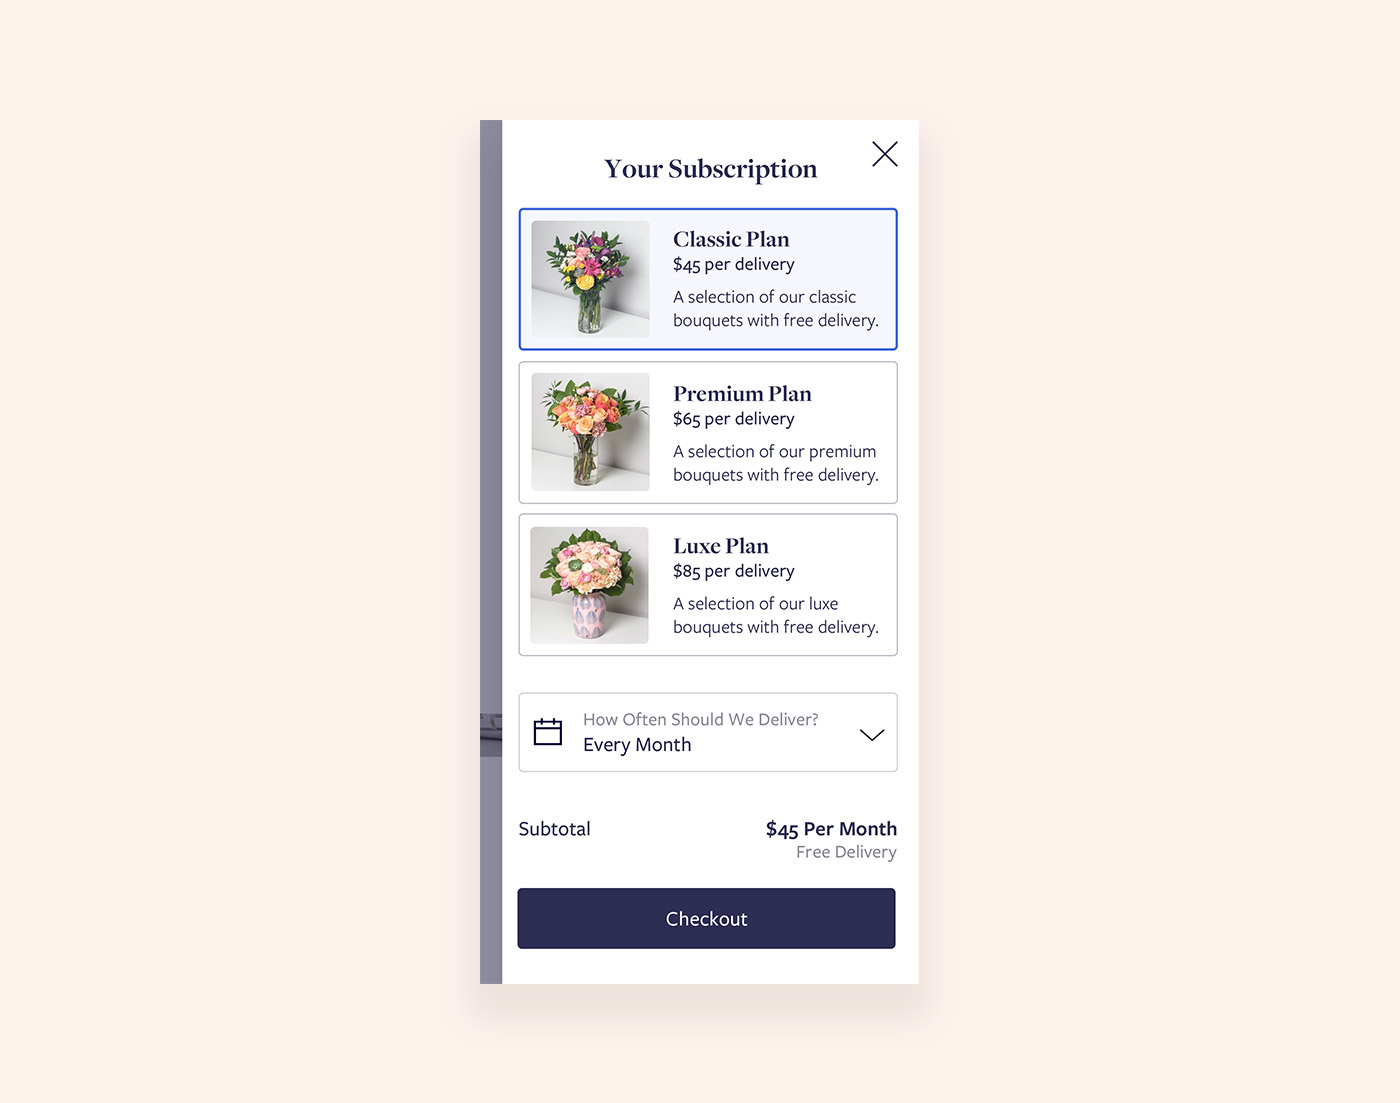 Your Subscription
Classic Plan
$45 per delivery
A selection of our classic
bouquets with free delivery.
Premium Plan
$65 per delivery
A selection of our premium
bouquets with free delivery.
Luxe Plan
$85 per delivery
A selection of our luxe
bouquets with free delivery.
How Often Should We Deliver?
Every Month
Subtotal
$45 Per Month
Free Delivery
Checkout